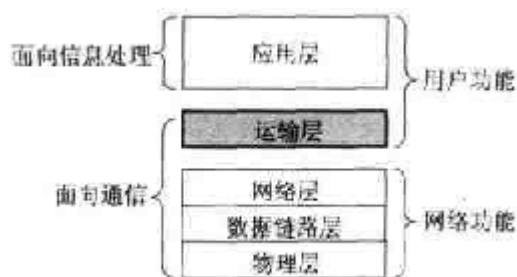 面向信息处理
应用层
用户功能
运输层
面向通信
网络层
数据链路层
物理层
网络功能